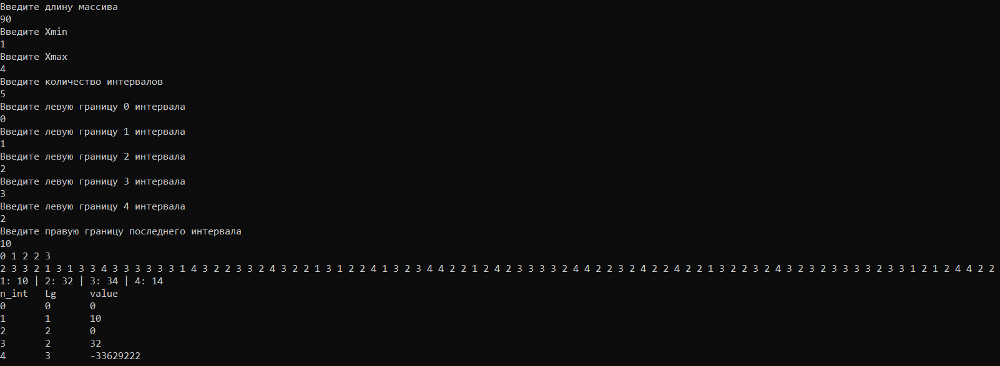 Введите длину массива
90
Введите Xmin
1
Введите Xmax
4
Введите количество интервалов
5
Введите левую границу 0 интервала
0
Введите левую границу 1 интервала
1
Введите левую границу 2 интервала
2
Введите левую границу 3 интервала
3
Введите левую границу 4 интервала
2
Введите правую границу последнего интервала
10
0 1 2 2 3
2 3 3 2 1 3 1 3 3 4 3 3 3 3 3 3 1 4 3 2 2 3 3 2 4 3 2 2 1 3 1 2 2 4 1 3 2 3 4 4 2 2 1 2 4 2 3 3 3 3 2 4 4 2 2 3 2 4 2 2 4 2 2 1 3 2 2 3 2 4 3 2 3 2 3 3 3 3 2 3 3 1 2 1 2 4 4 2 2
1: 10 | 2: 32 | 3: 34 | 4: 14
n_int Lg value
0 0 0
1 1 10
2 2 0
3 2 32
4 3 -33629222